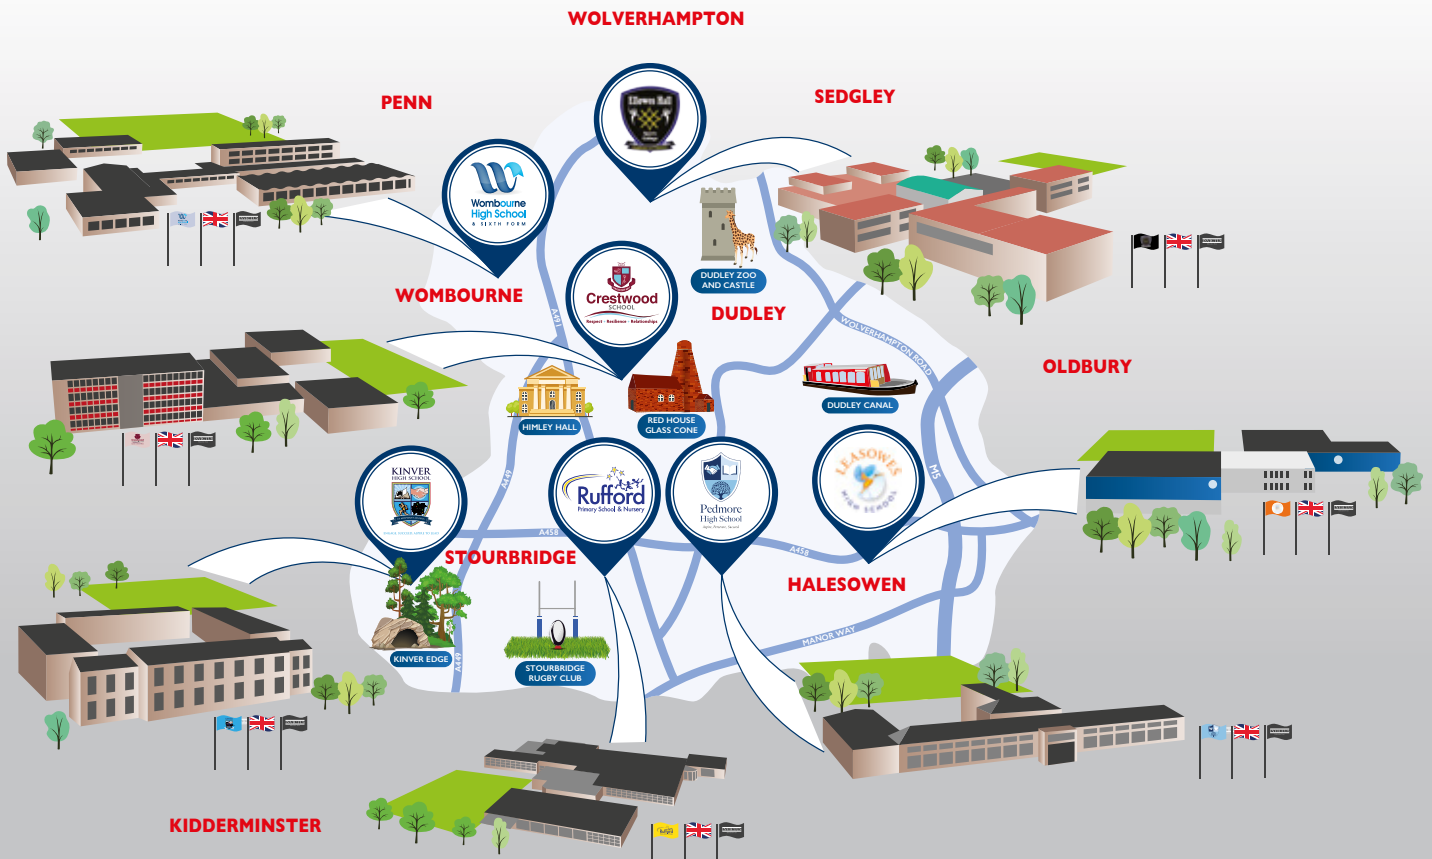 WOLVERHAMPTON
PENN
SEDGLEY
Ellowes Hall
Wombourne
High School
& SIXTH FORM
DUDLEY ZOO
AND CASTLE
WOMBOURNE
Crestwood
SCHOOL
Respect • Resilience • Relationships
DUDLEY
A491
WOLVERHAMPTON ROAD
OLDBURY
HIMLEY HALL
RED HOUSE
GLASS CONE
DUDLEY CANAL
KINVER
HIGH SCHOOL
A449
Rufford
Primary School & Nursery
Pedmore
High School
LEASOWES
HIGH SCHOOL
M5
A458
A458
STOURBRIDGE
HALESOWEN
MANOR WAY
KINVER EDGE
A449
STOURBRIDGE
RUGBY CLUB
KIDDERMINSTER